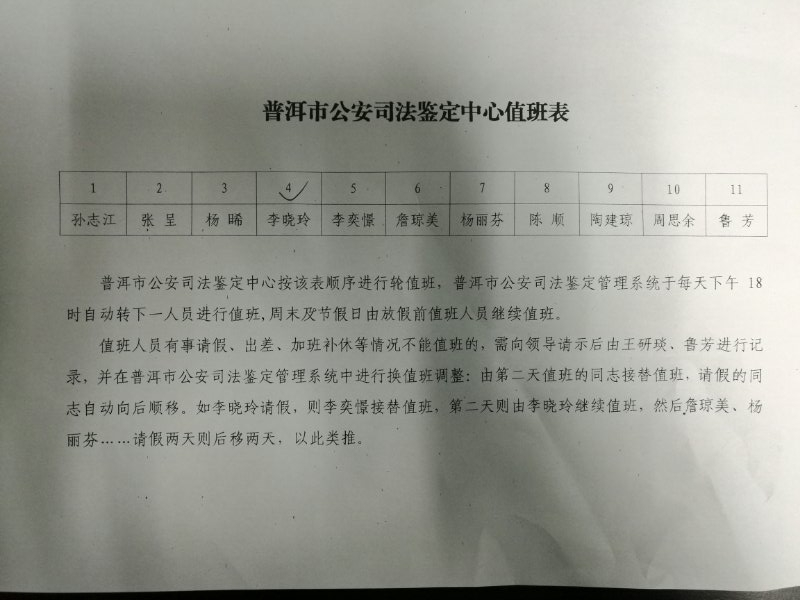 普洱市公安司法鉴定中心值班表
1 2 3 4 5 6 7 8 9 10 11
孙志江 张呈 杨晞 李晓玲 李奕憬 詹琼美 杨丽芬 陈顺 陶建琼 周思余 鲁芳
普洱市公安司法鉴定中心按该表顺序进行轮值班，普洱市公安司法鉴定管理系统于每天下午 18
时自动转下一人员进行值班,周末及节假日由放假前值班人员继续值班。
值班人员有事请假、出差、加班补休等情况不能值班的，需向领导请示后由王研琰、鲁芳进行记
录，并在普洱市公安司法鉴定管理系统中进行换值班调整：由第二天值班的同志接替值班，请假的同
志自动向后顺移。如李晓玲请假，则李奕憬接替值班，第二天则由李晓玲继续值班，然后詹琼美、杨
丽芬……请假两天则后移两天，以此类推。